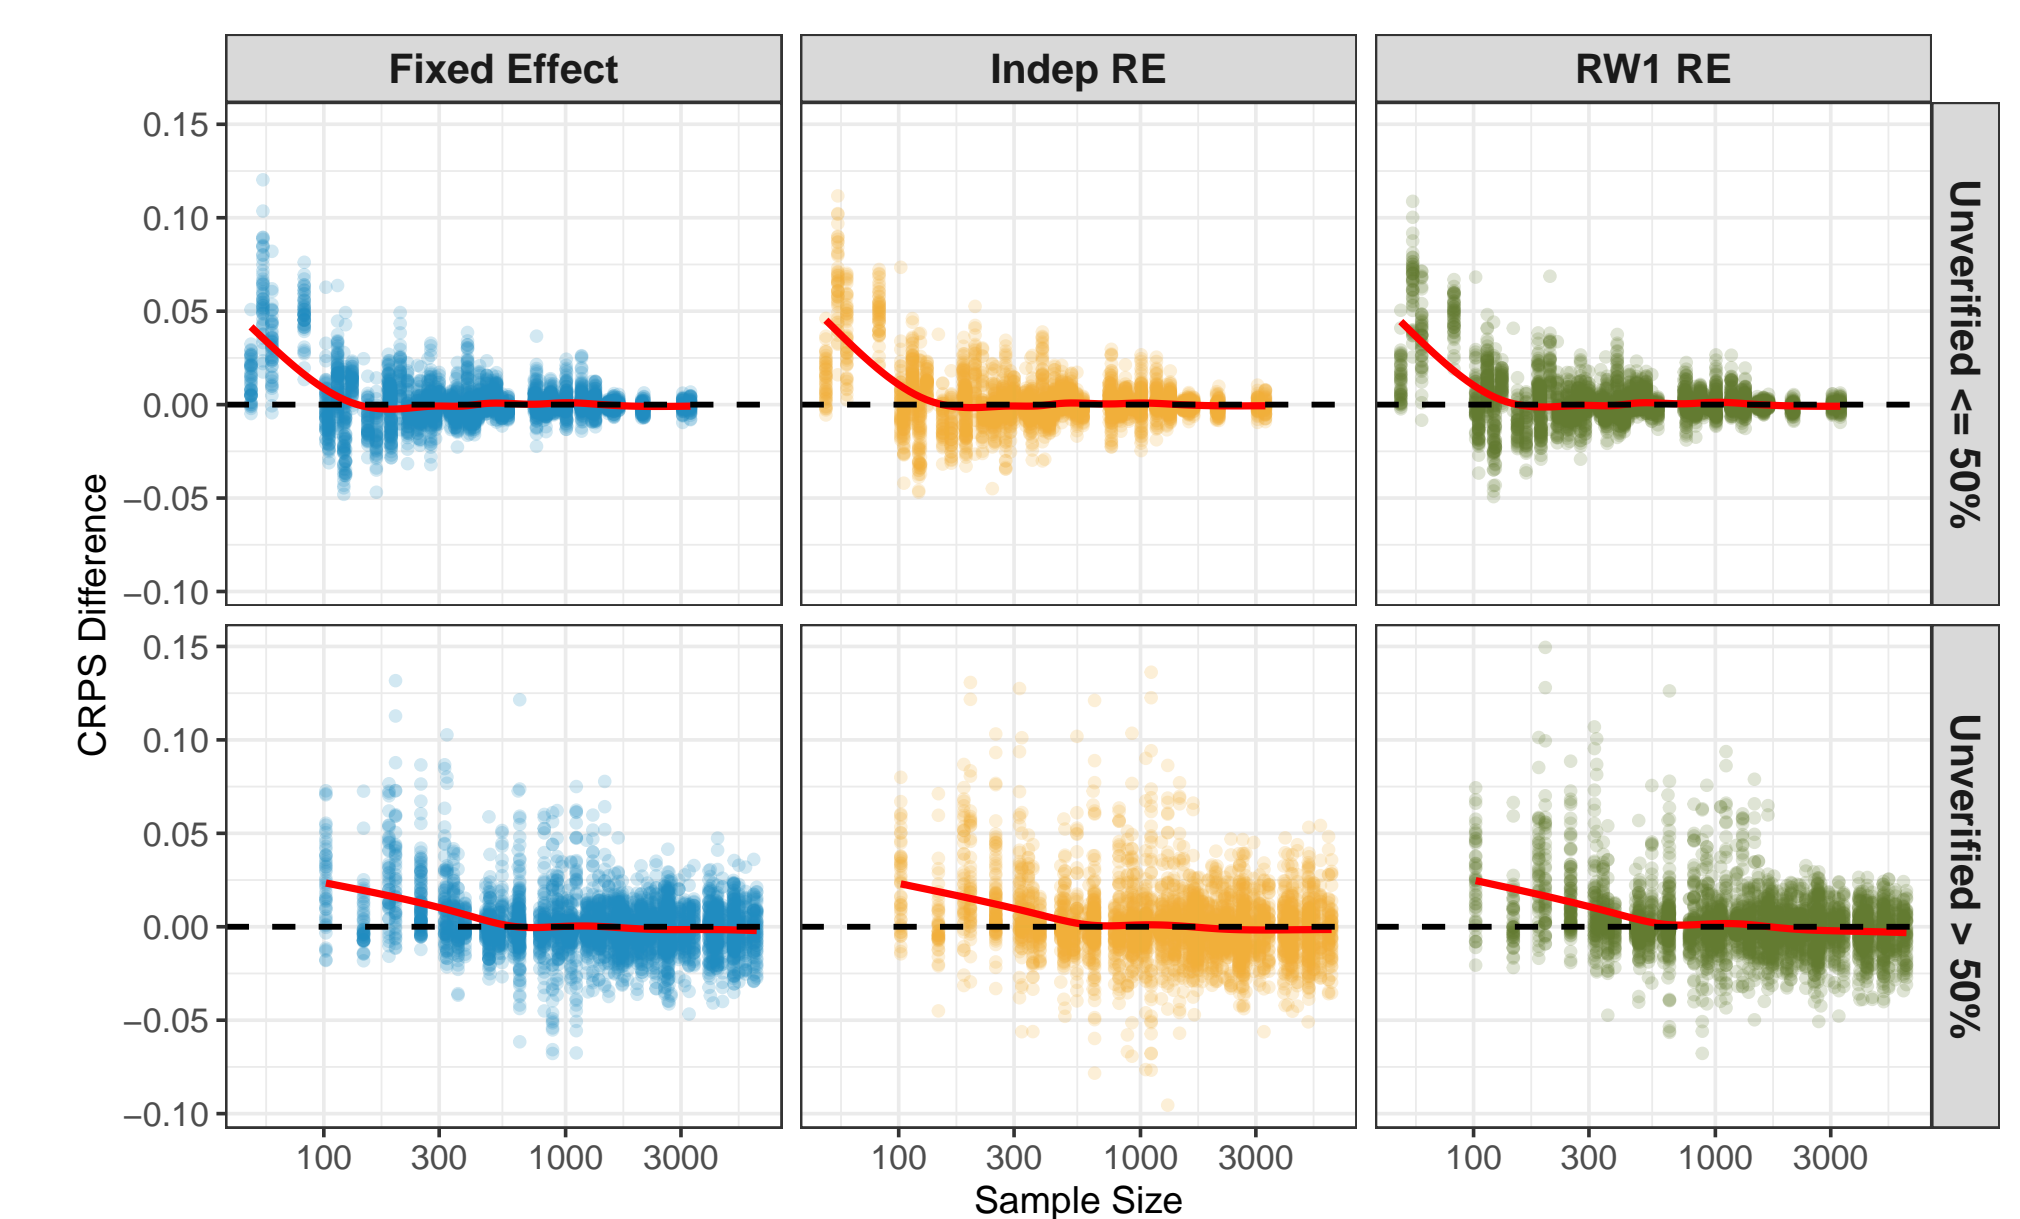 Fixed Effect
Indep RE
RW1 RE
0.15
0.10
0.05
0.00
−0.05
−0.10
Unverified <= 50%
0.15
0.10
0.05
0.00
−0.05
−0.10
Unverified > 50%
CRPS Difference
100 300 1000 3000
100 300 1000 3000
100 300 1000 3000
Sample Size